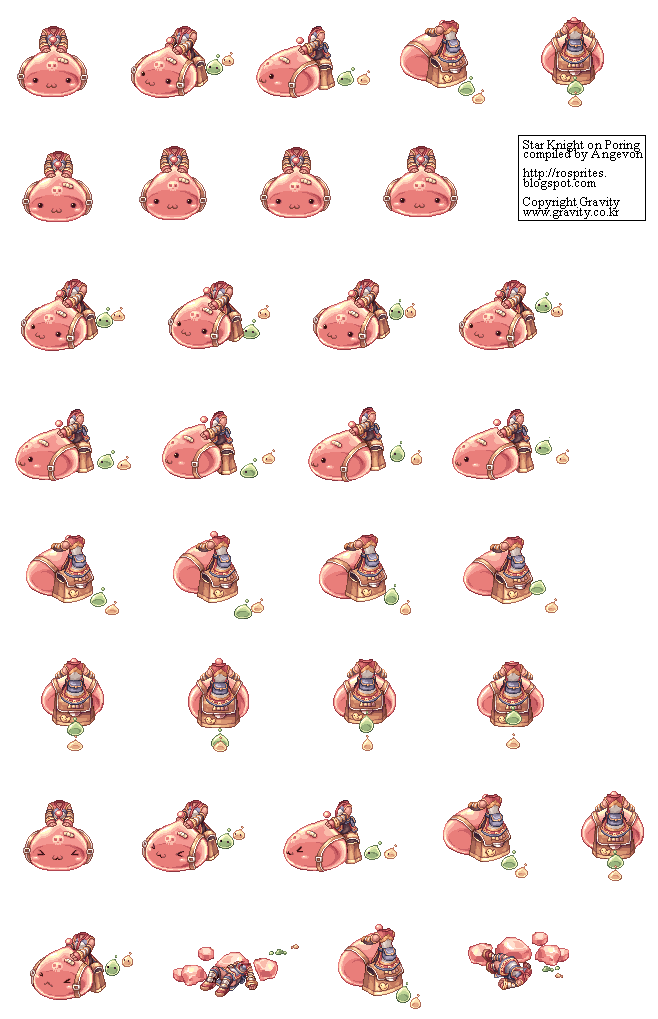 Star Knight on Poring
compiled by Angevon
http://rosprites.
blogspot.com
Copyright Gravity
www.gravity.co.kr